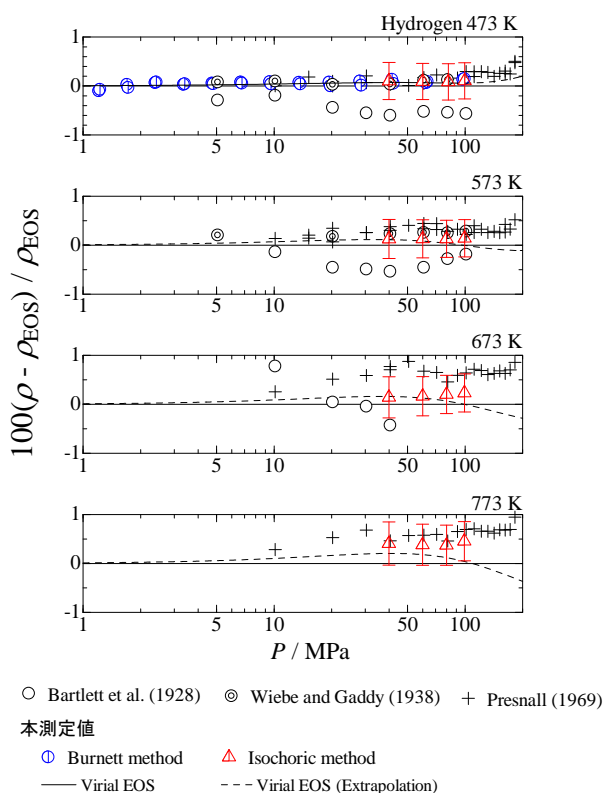 Hydrogen 473 K
1
0
-1
1 5 10 50 100
573 K
1
0
-1
1 5 10 50 100
673 K
1
0
-1
1 5 10 50 100
773 K
1
0
-1
1 5 10 50 100
100(ρ - ρEOS) / ρEOS
P / MPa
Bartlett et al. (1928) Wiebe and Gaddy (1938) Presnall (1969)
本測定値
Burnett method Isochoric method
Virial EOS Virial EOS (Extrapolation)